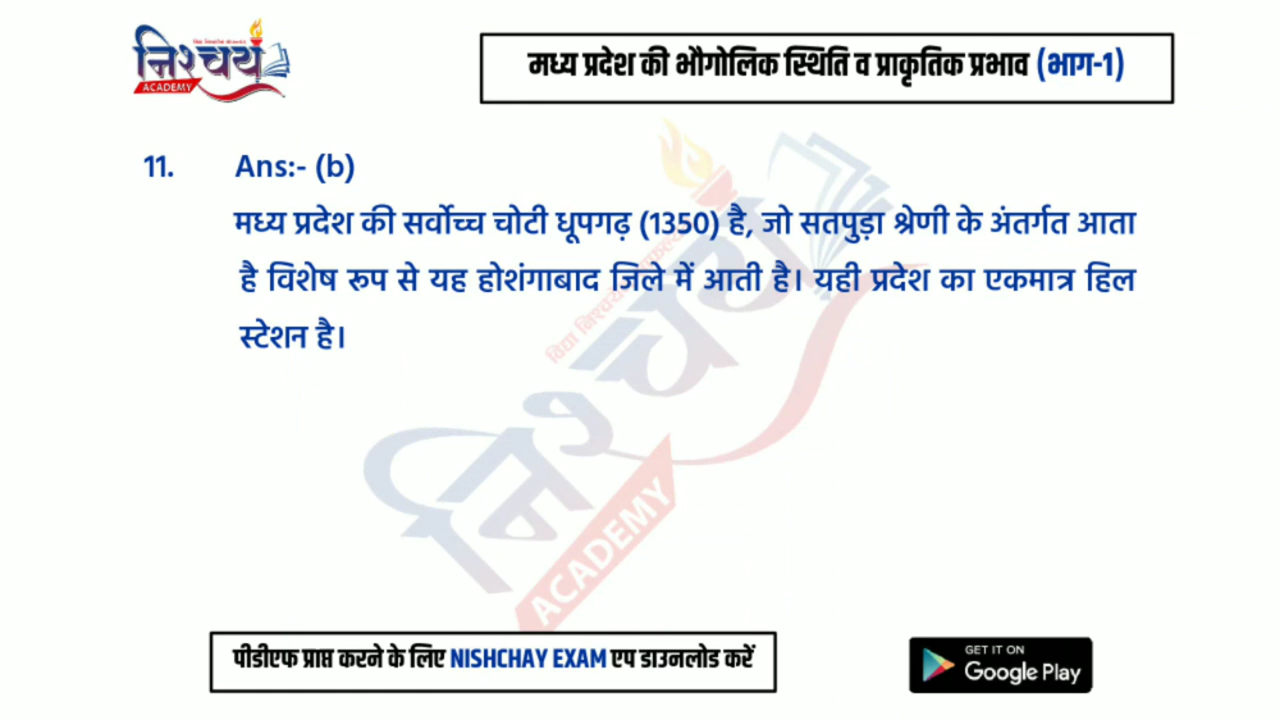 निश्चय
ACADEMY
मध्य प्रदेश की भौगोलिक स्थिति व प्राकृतिक प्रभाव (भाग-1)
11. Ans:- (b)
मध्य प्रदेश की सर्वोच्च चोटी धूपगढ़ (1350) है, जो सतपुड़ा श्रेणी के अंतर्गत आता
है विशेष रूप से यह होशंगाबाद जिले में आती है। यही प्रदेश का एकमात्र हिल
स्टेशन है।
निश्चय
ACADEMY
पीडीएफ प्राप्त करने के लिए NISHCHAY EXAM एप डाउनलोड करें
GET IT ON
Google Play